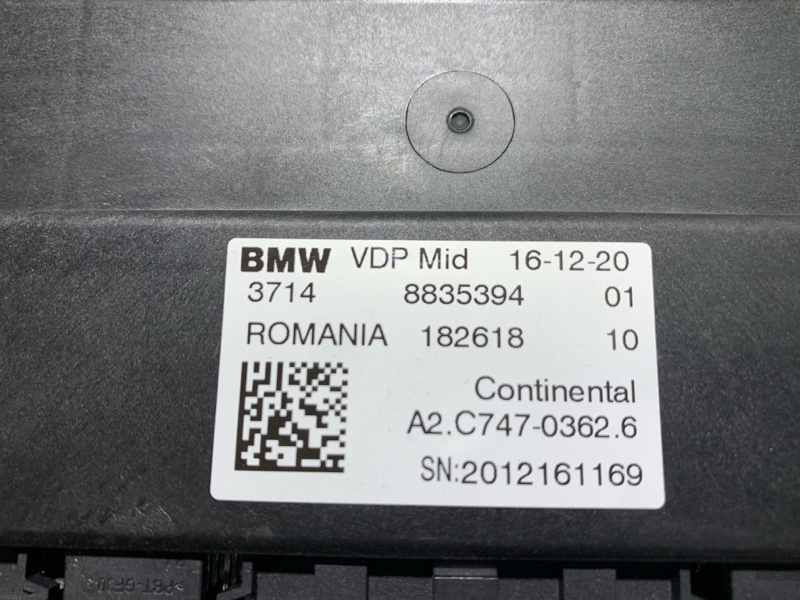 BMW VDP Mid 16-12-20
3714 8835394 01
ROMANIA 182618 10
Continental
A2.C747-0362.6
SN:2012161169